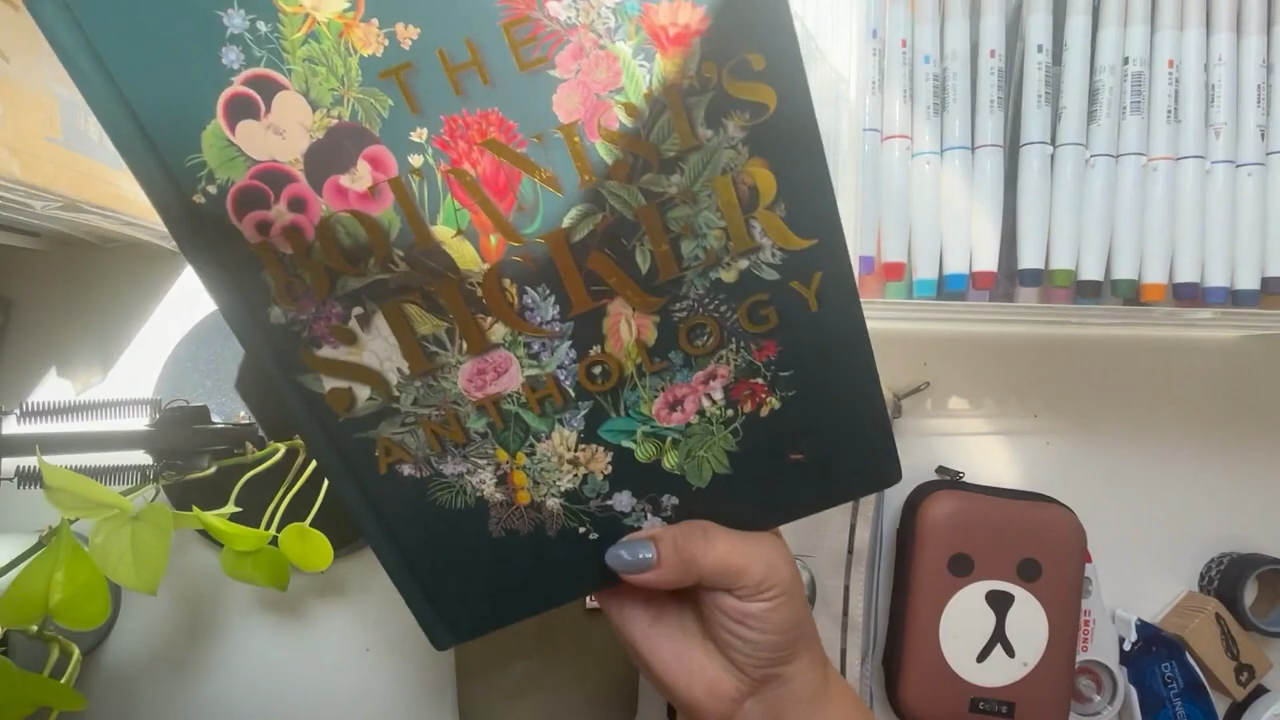 THE
BOTANIST'S
STICKER
ANTHOLOGY
MONO
DOTLINER